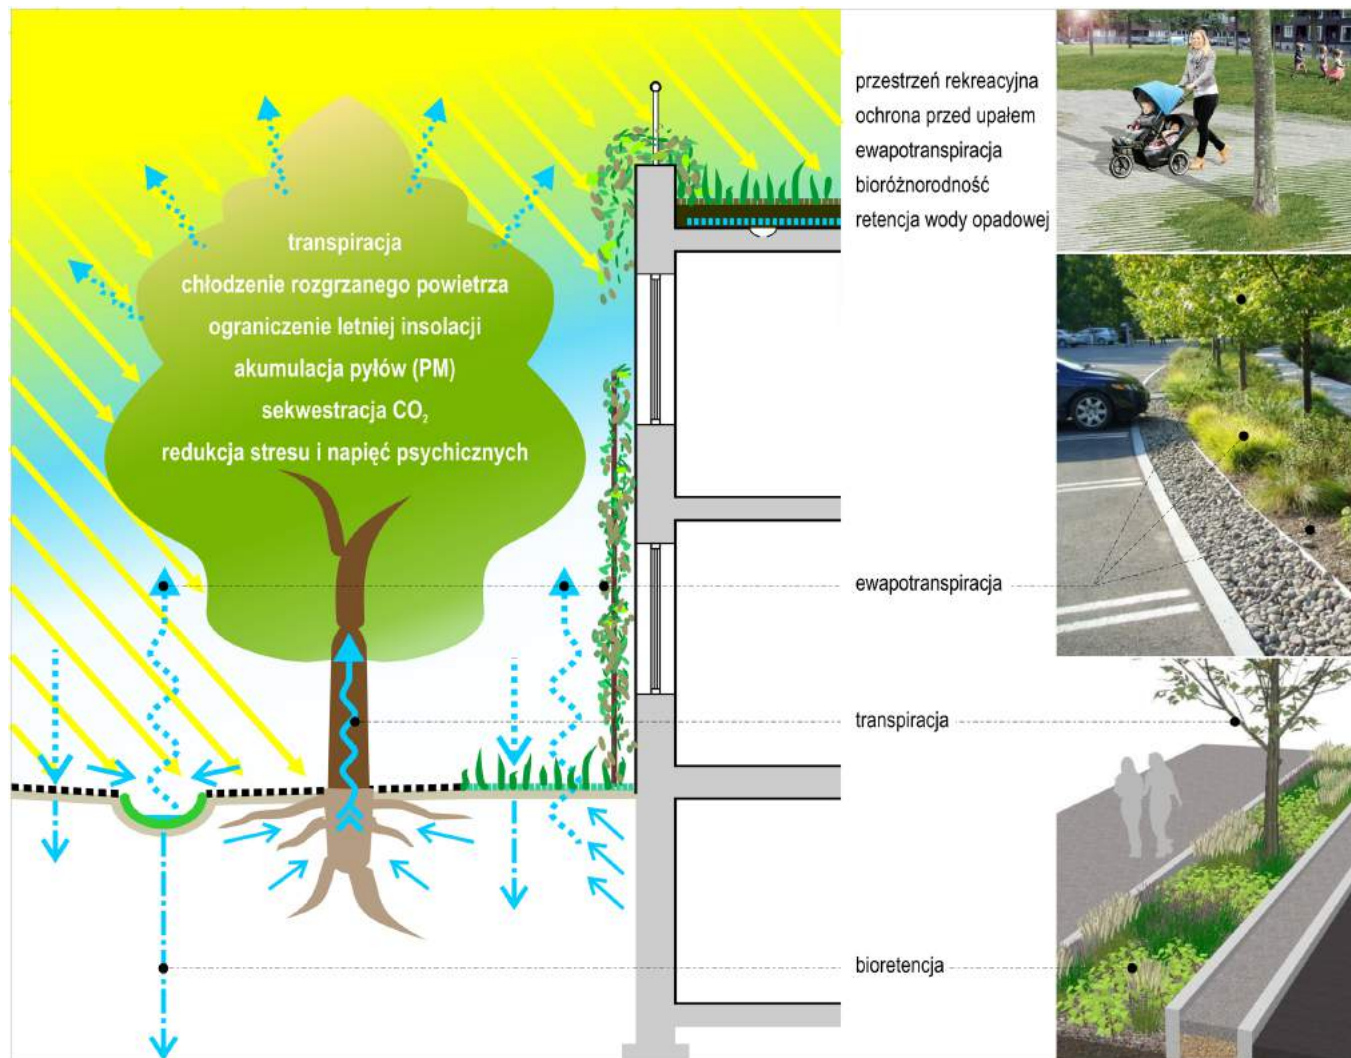 transpiracja
chłodzenie rozgrzanego powietrza
ograniczenie letniej insolacji
akumulacja pyłów (PM)
sekwestracja CO₂
redukcja stresu i napięć psychicznych
przestrzeń rekreacyjna
ochrona przed upałem
ewapotranspiracja
bioróżnorodność
retencja wody opadowej
ewapotranspiracja
transpiracja
bioretencja